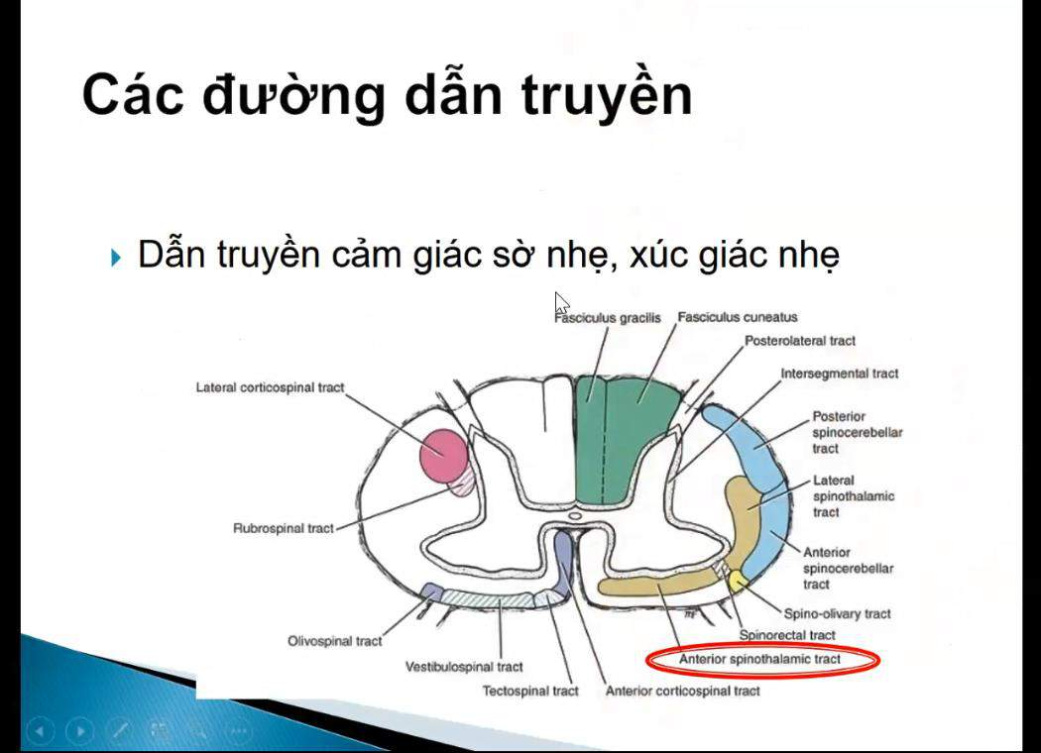 Các đường dẫn truyền
Dẫn truyền cảm giác sờ nhẹ, xúc giác nhẹ
Fasciculus gracilis
Fasciculus cuneatus
Posterolateral tract
Intersegmental tract
Lateral corticospinal tract
Posterior
spinocerebellar
tract
Lateral
spinothalamic
tract
Rubrospinal tract
Anterior
spinocerebellar
tract
Spino-olivary tract
Spinorectal tract
Olivospinal tract
Anterior spinothalamic tract
Vestibulospinal tract
Tectospinal tract
Anterior corticospinal tract